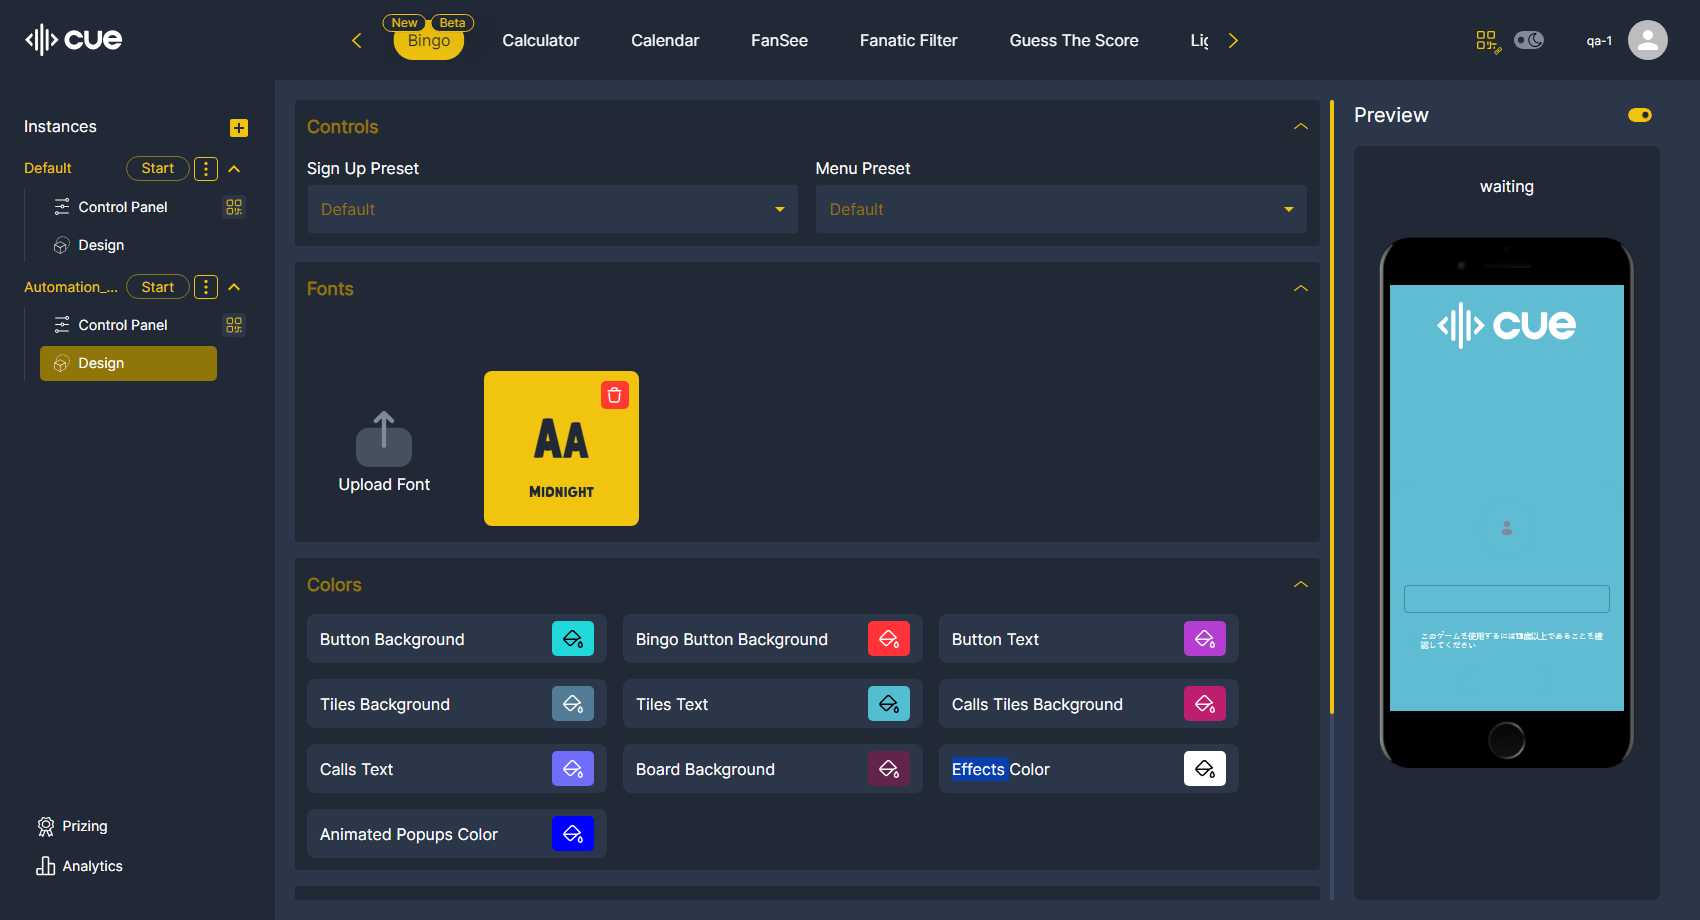 cue
New
Beta
Bingo
Calculator
Calendar
FanSee
Fanatic Filter
Guess The Score
qa-1
Instances
Default
Start
Control Panel
Design
Automation_...
Start
Control Panel
Design
Prizing
Analytics
Controls
Sign Up Preset
Menu Preset
Default
Default
Fonts
Upload Font
AA
MIDNIGHT
Colors
Button Background
Bingo Button Background
Button Text
Tiles Background
Tiles Text
Calls Tiles Background
Calls Text
Board Background
Effects Color
Animated Popups Color
Preview
waiting
cue
このゲームを使用するには13歳以上であることを確
認してください